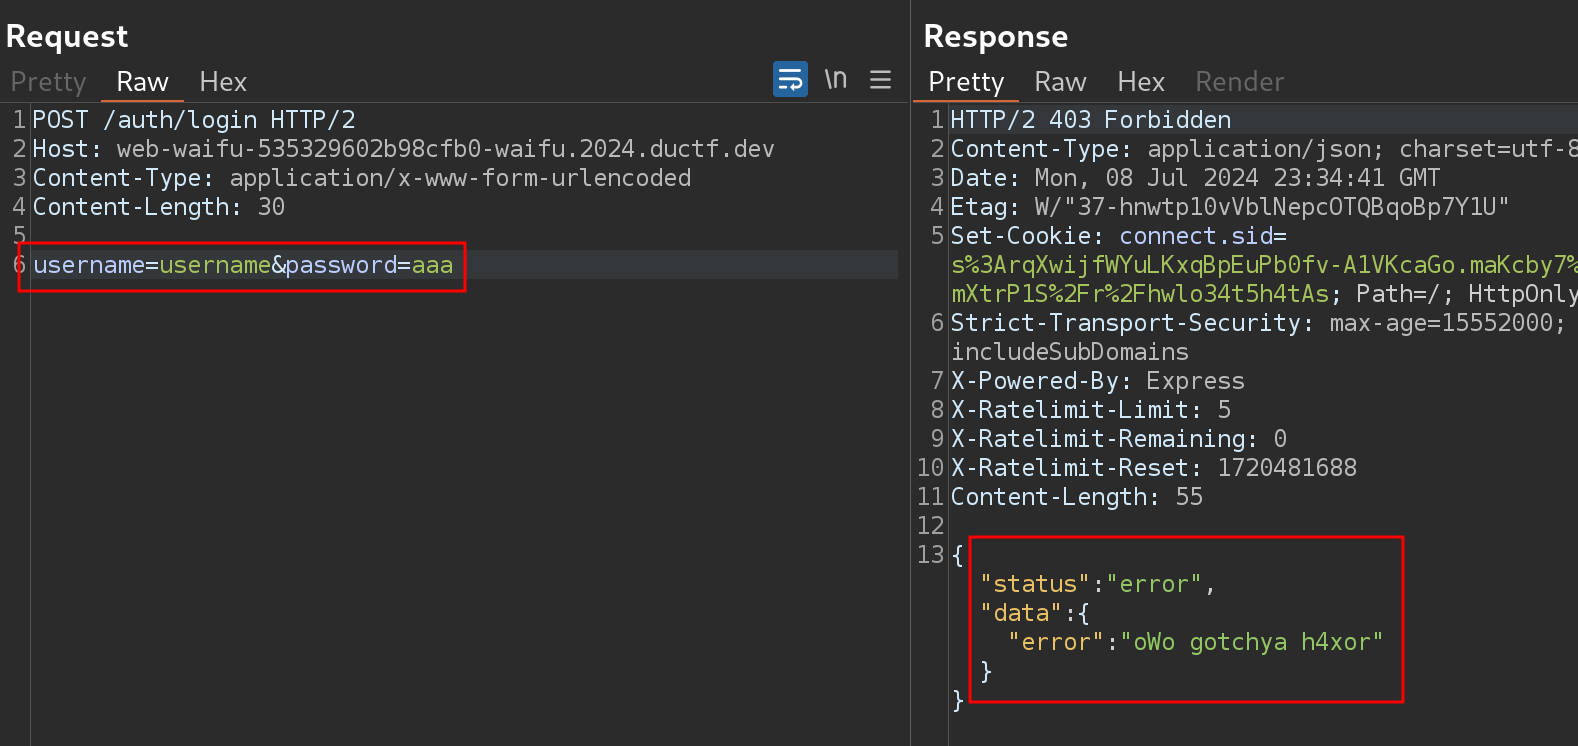 Request
Pretty Raw Hex
\n
1 POST /auth/login HTTP/2
2 Host: web-waifu-535329602b98cfb0-waifu.2024.ductf.dev
3 Content-Type: application/x-www-form-urlencoded
4 Content-Length: 30
5
6 username=username&password=aaa
Response
Pretty Raw Hex Render
1 HTTP/2 403 Forbidden
2 Content-Type: application/json; charset=utf-8
3 Date: Mon, 08 Jul 2024 23:34:41 GMT
4 Etag: W/"37-hnwtp10vVblNepcOTQBqoBp7Y1U"
5 Set-Cookie: connect.sid=
s%3ArqXwijfWYuLKxqBpEuPb0fv-A1VKcaGo.maKcby7%
mXtrP1S%2Fr%2Fhwlo34t5h4tAs; Path=/; HttpOnly
6 Strict-Transport-Security: max-age=15552000;
includeSubDomains
7 X-Powered-By: Express
8 X-Ratelimit-Limit: 5
9 X-Ratelimit-Remaining: 0
10 X-Ratelimit-Reset: 1720481688
11 Content-Length: 55
12
13 {
"status":"error",
"data":{
"error":"oWo gotchya h4xor"
}
}